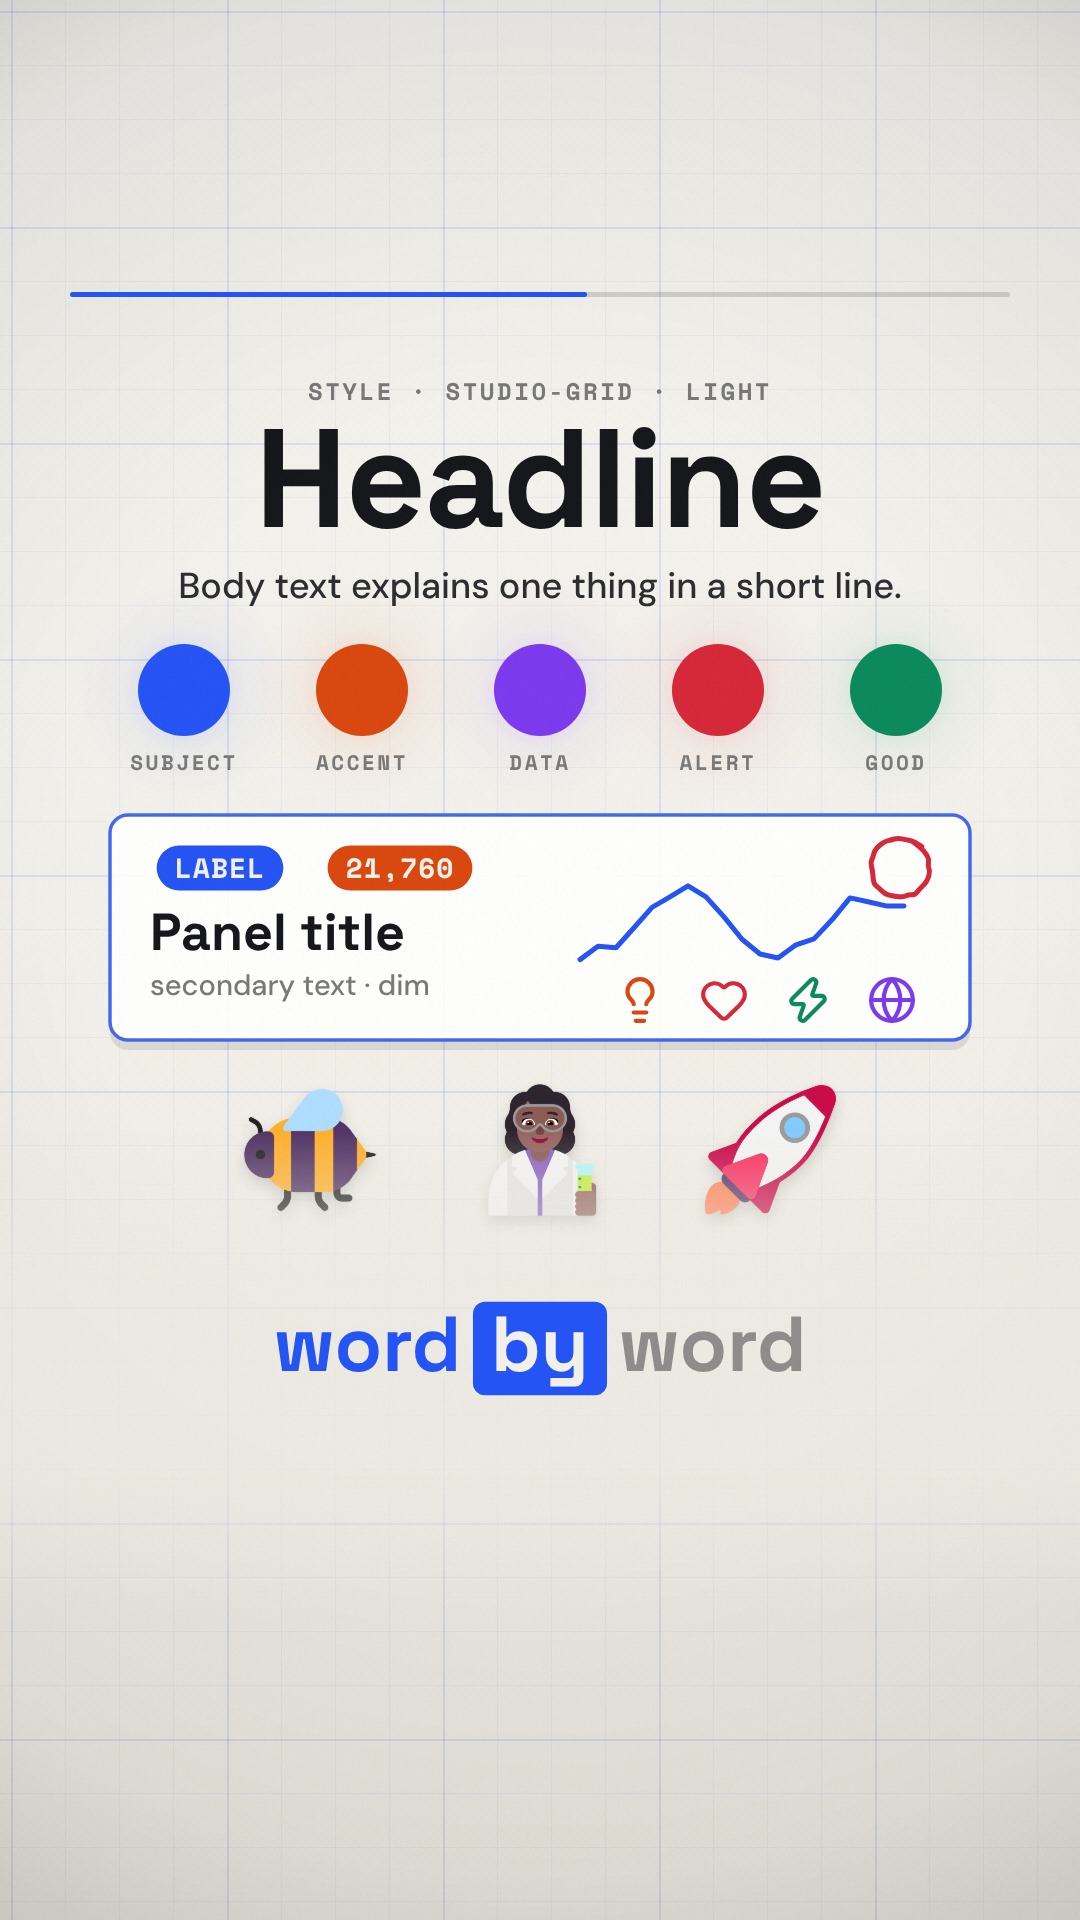 STYLE · STUDIO-GRID · LIGHT
Headline
Body text explains one thing in a short line.
SUBJECT ACCENT DATA ALERT GOOD
LABEL 21,760
Panel title
secondary text · dim
word by word